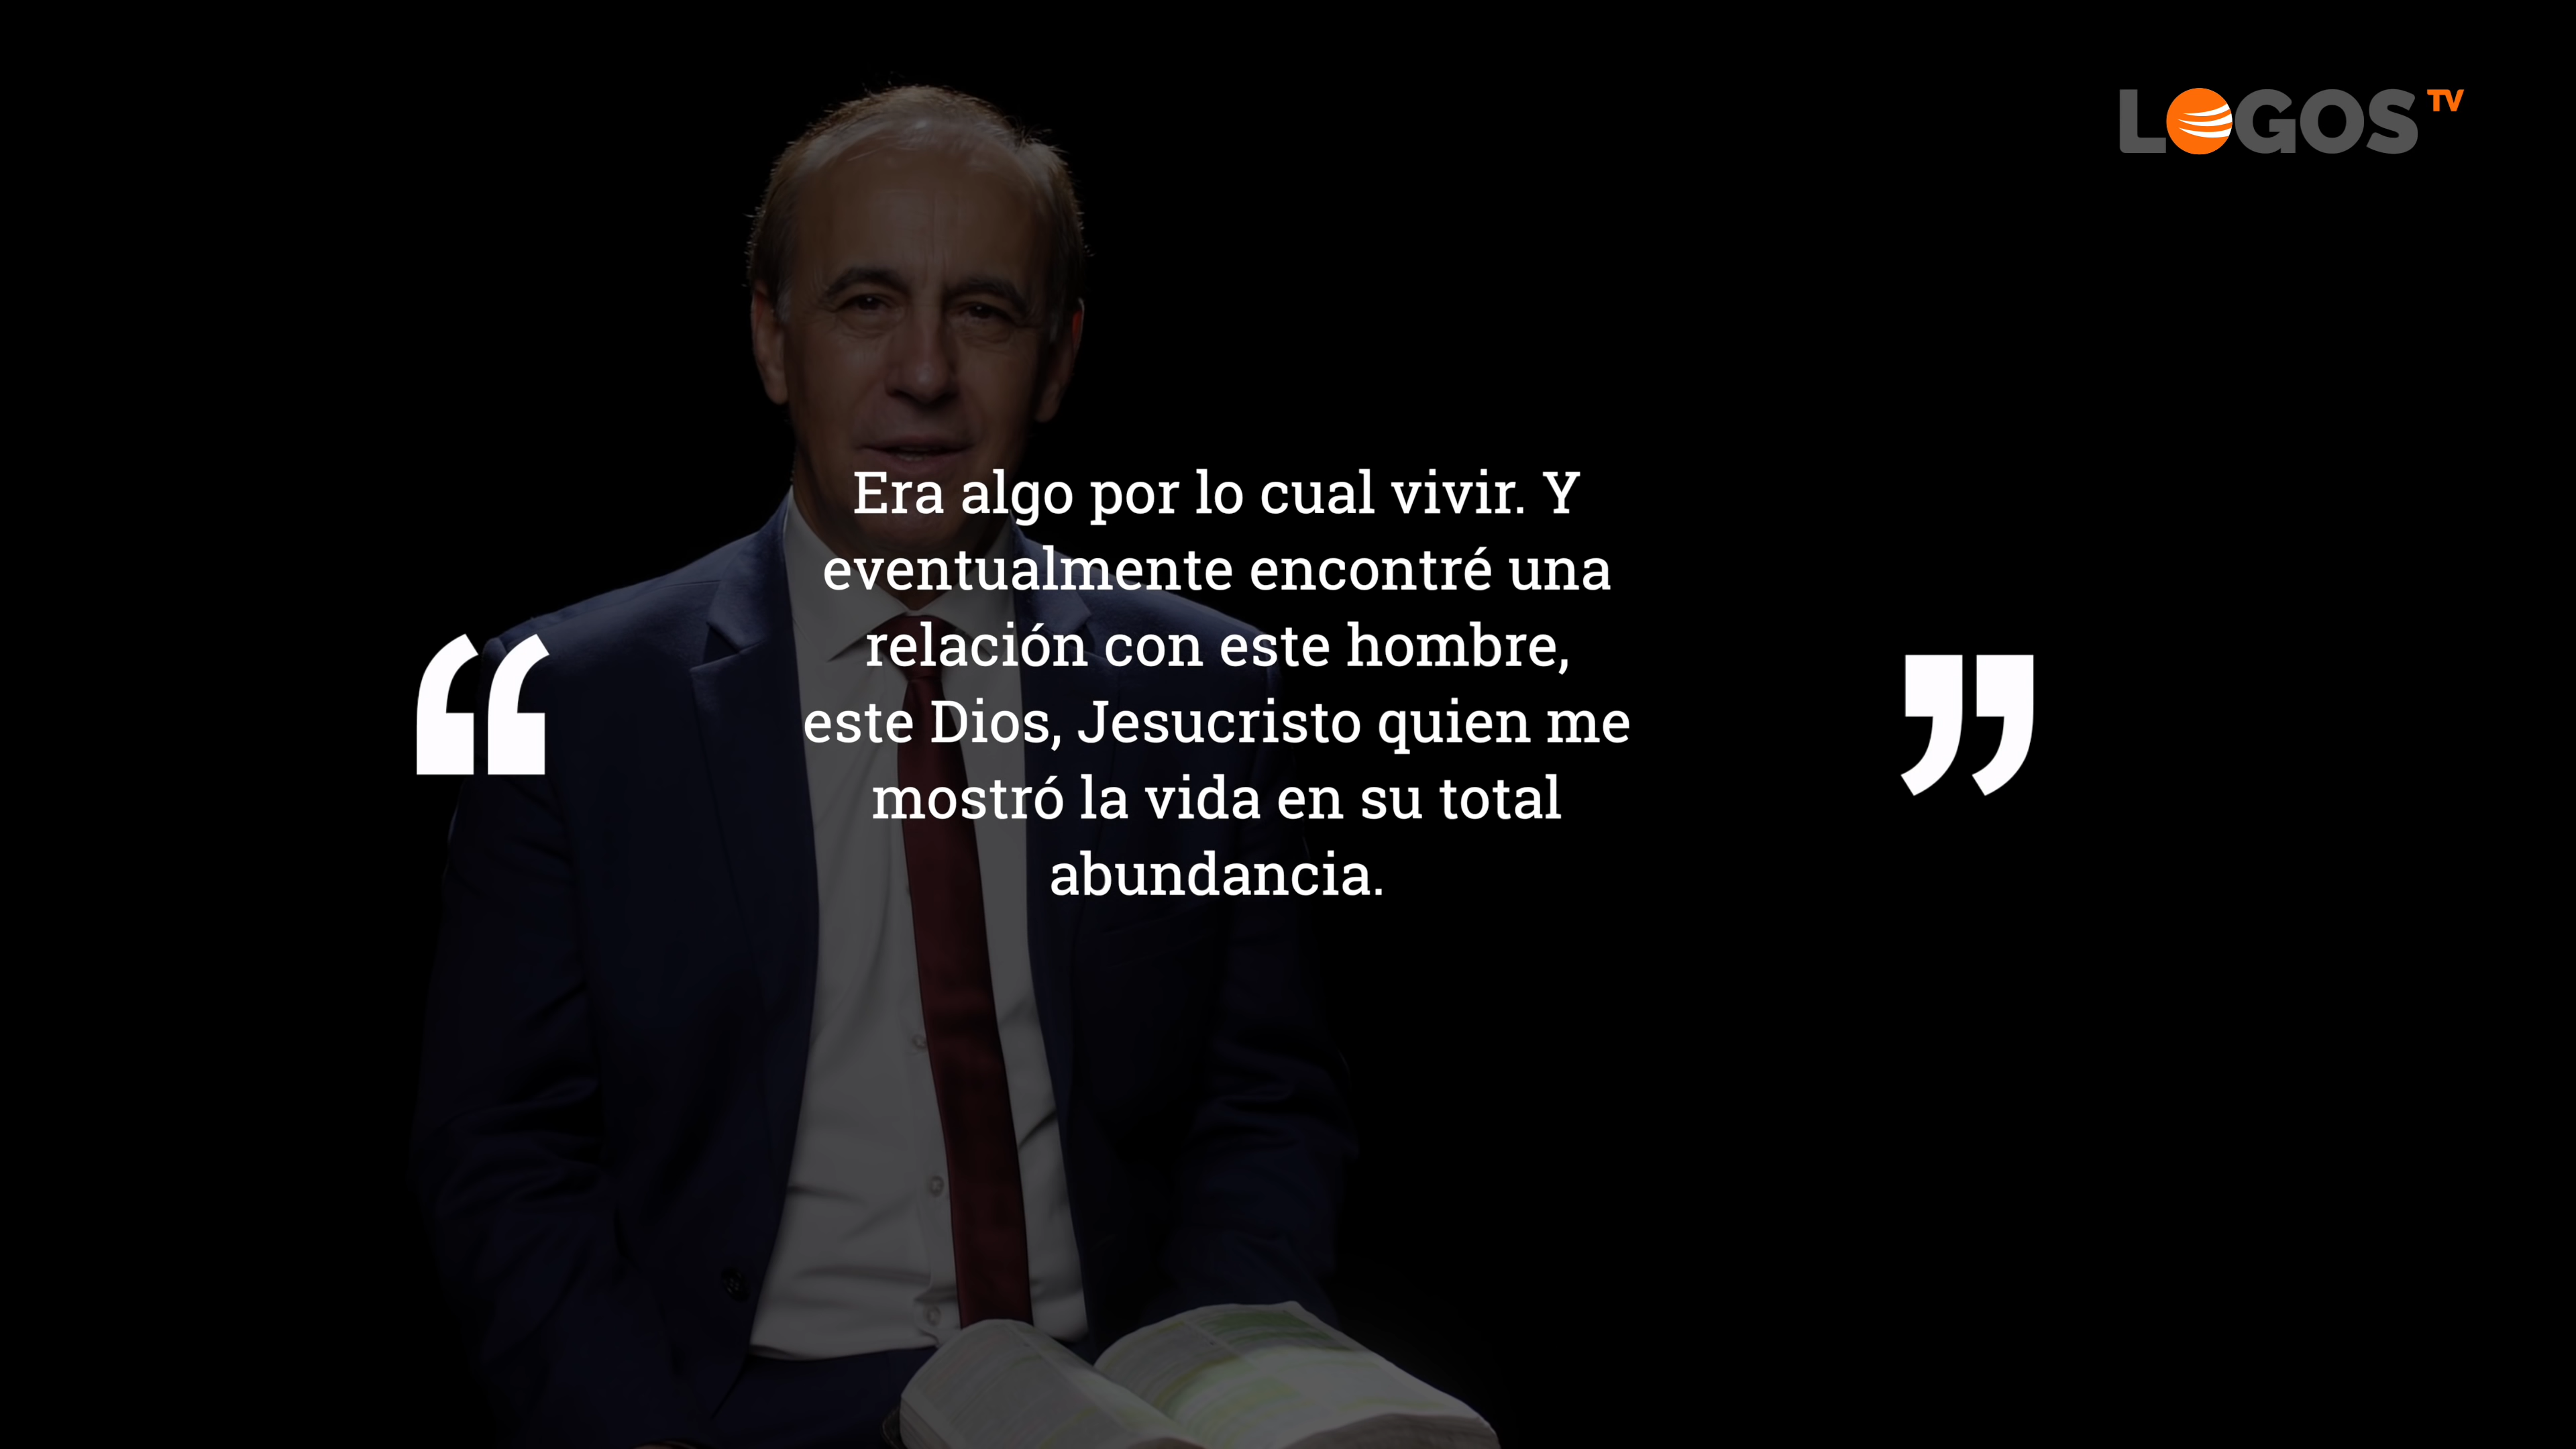 LOGOS TV
“
Era algo por lo cual vivir. Y
eventualmente encontré una
relación con este hombre,
este Dios, Jesucristo quien me
mostró la vida en su total
abundancia.
”